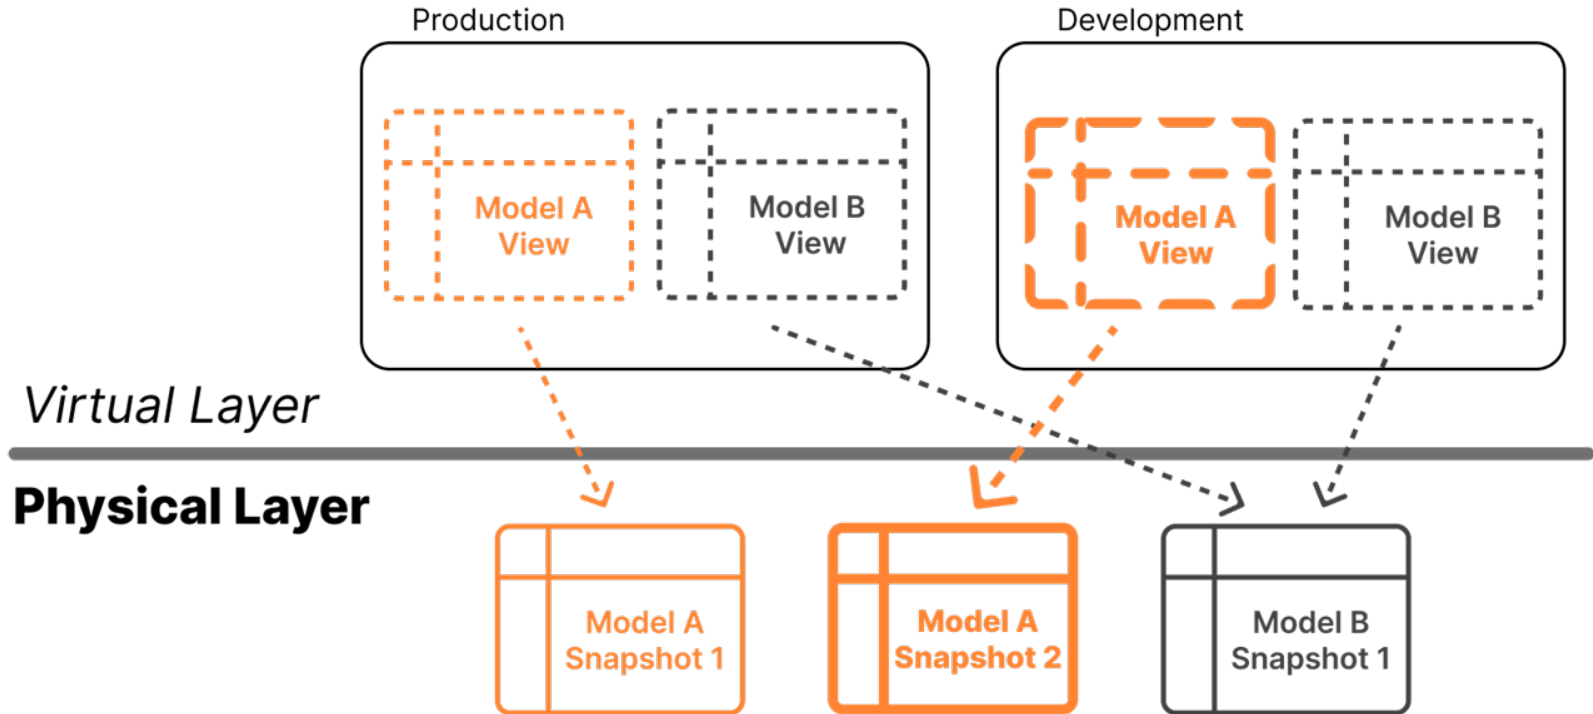 Production
Development
Model A
View
Model B
View
Model A
View
Model B
View
Virtual Layer
Physical Layer
Model A
Snapshot 1
Model A
Snapshot 2
Model B
Snapshot 1